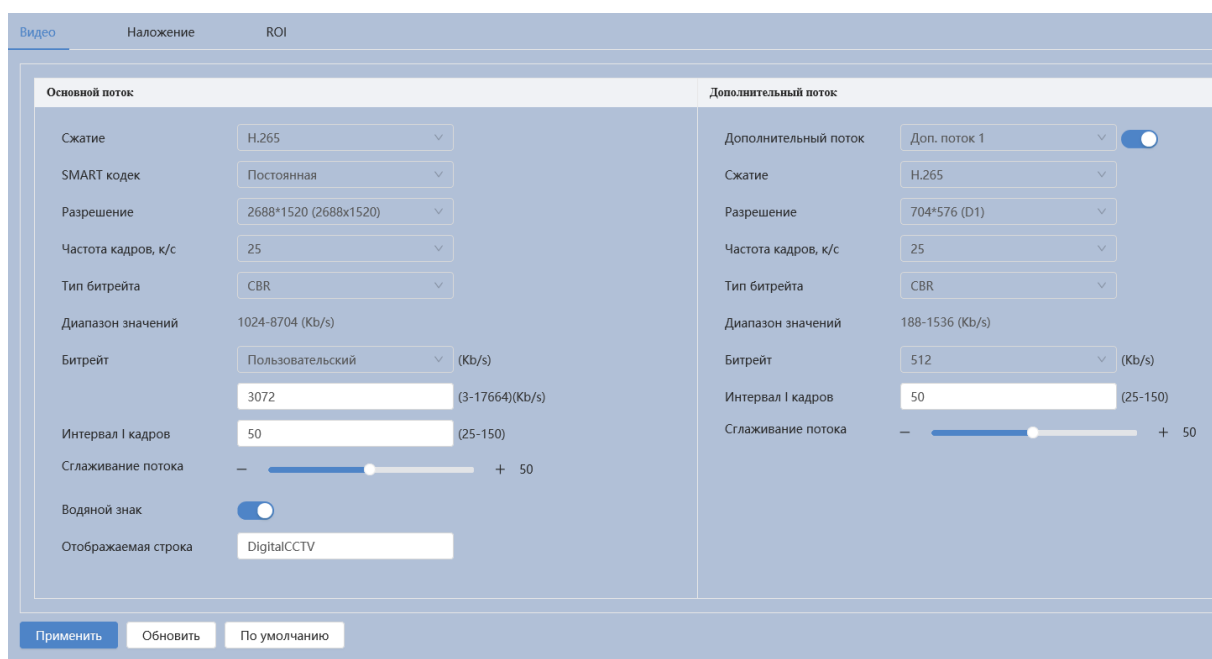 Видео Наложение ROI
Основной поток
Сжатие H.265
SMART кодек Постоянная
Разрешение 2688*1520 (2688x1520)
Частота кадров, к/с 25
Тип битрейта CBR
Диапазон значений 1024-8704 (Kb/s)
Битрейт Пользовательский (Kb/s)
3072 (3-17664)(Kb/s)
Интервал I кадров 50 (25-150)
Сглаживание потока — + 50
Водяной знак
Отображаемая строка DigitalCCTV
Дополнительный поток
Дополнительный поток Доп. поток 1
Сжатие H.265
Разрешение 704*576 (D1)
Частота кадров, к/с 25
Тип битрейта CBR
Диапазон значений 188-1536 (Kb/s)
Битрейт 512 (Kb/s)
Интервал I кадров 50 (25-150)
Сглаживание потока — + 50
Применить Обновить По умолчанию